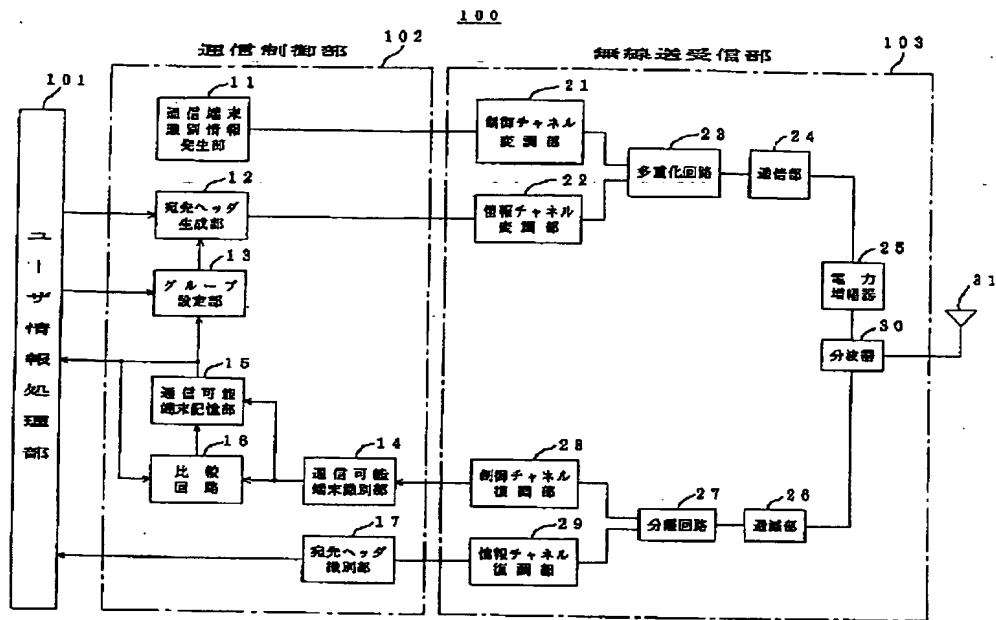 100
通信制御部
102
無線送受信部
103
101
ユーザ情報処理部
11
通信端末
識別情報
発生部
12
宛先ヘッダ
生成部
13
グループ
設定部
15
通信可能
端末記憶部
16
比較
回路
14
通信可能
端末識別部
17
宛先ヘッダ
識別部
21
制御チャネル
変調部
22
情報チャネル
変調部
23
多重化回路
24
25
電力
増幅器
30
分波器
31
28
制御チャネル
復調部
29
情報チャネル
復調部
27
分離回路
26